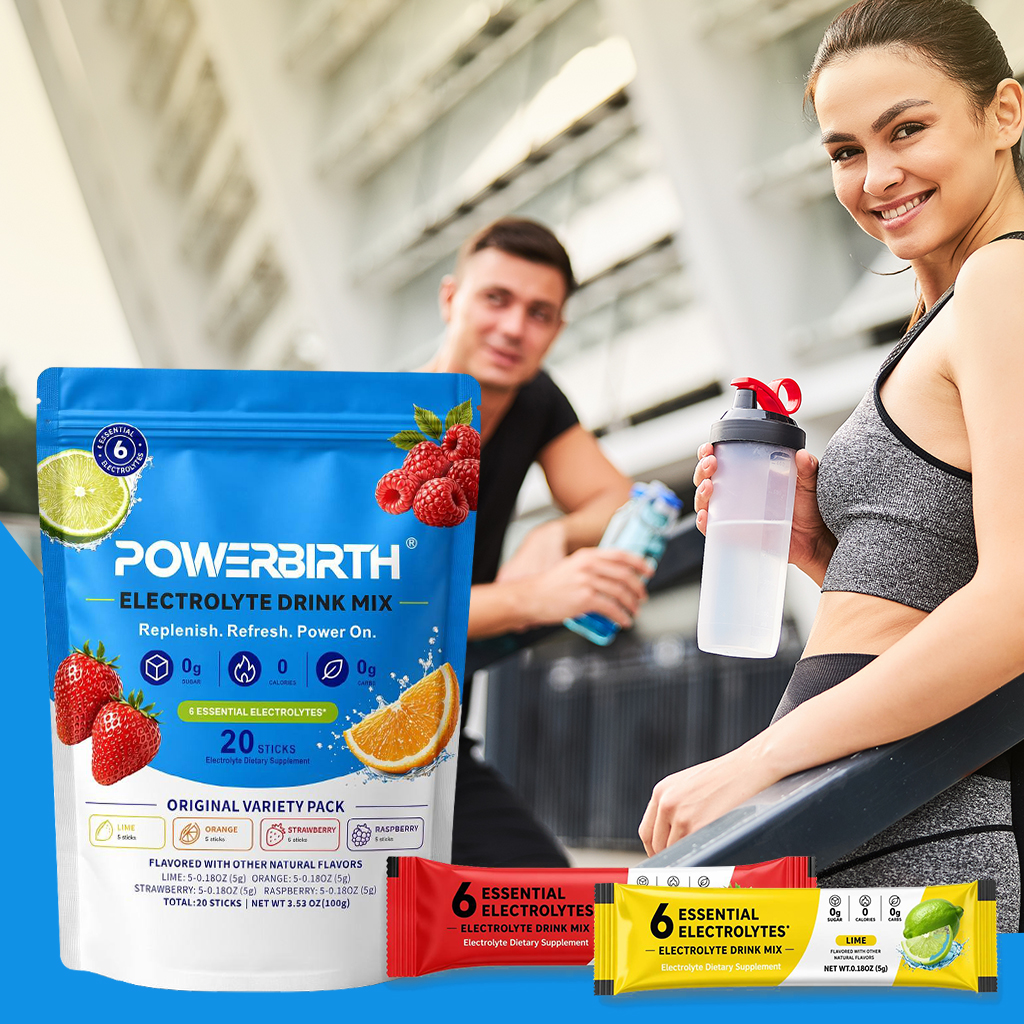 ESSENTIAL
6
ELECTROLYTES
POWERBIRTH®
ELECTROLYTE DRINK MIX
Replenish. Refresh. Power On.
0g
SUGAR
0
CALORIES
0g
CARBS
6 ESSENTIAL ELECTROLYTES*
20 STICKS
Electrolyte Dietary Supplement
ORIGINAL VARIETY PACK
LIME
5 sticks
ORANGE
5 sticks
STRAWBERRY
5 sticks
RASPBERRY
5 sticks
FLAVORED WITH OTHER NATURAL FLAVORS
LIME: 5-0.18OZ (5g) ORANGE: 5-0.18OZ (5g)
STRAWBERRY: 5-0.18OZ (5g) RASPBERRY: 5-0.18OZ (5g)
TOTAL:20 STICKS | NET WT 3.53 OZ(100g)
6 ESSENTIAL
ELECTROLYTES
ELECTROLYTE DRINK MIX
Electrolyte Dietary Supplement
6 ESSENTIAL
ELECTROLYTES*
ELECTROLYTE DRINK MIX
Electrolyte Dietary Supplement
0g
SUGAR
0
CALORIES
0g
CARBS
LIME
FLAVORED WITH OTHER
NATURAL FLAVORS
NET WT.0.18OZ (5g)